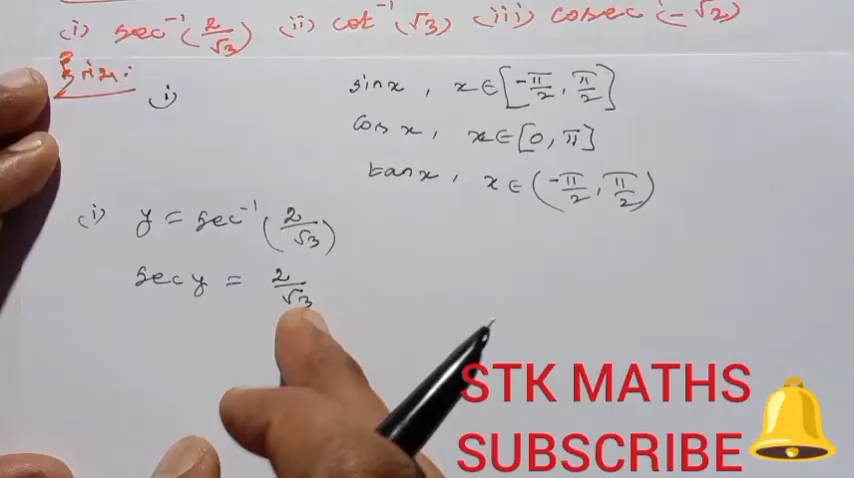 (i) sec⁻¹(2/√3) (ii) cot⁻¹(√3) (iii) cosec⁻¹(-√2)
(i)
sin x , x ∈ [-π/2, π/2]
cos x , x ∈ [0, π]
tan x , x ∈ (-π/2, π/2)
(i) y = sec⁻¹(2/√3)
sec y = 2/√3
STK MATHS
SUBSCRIBE